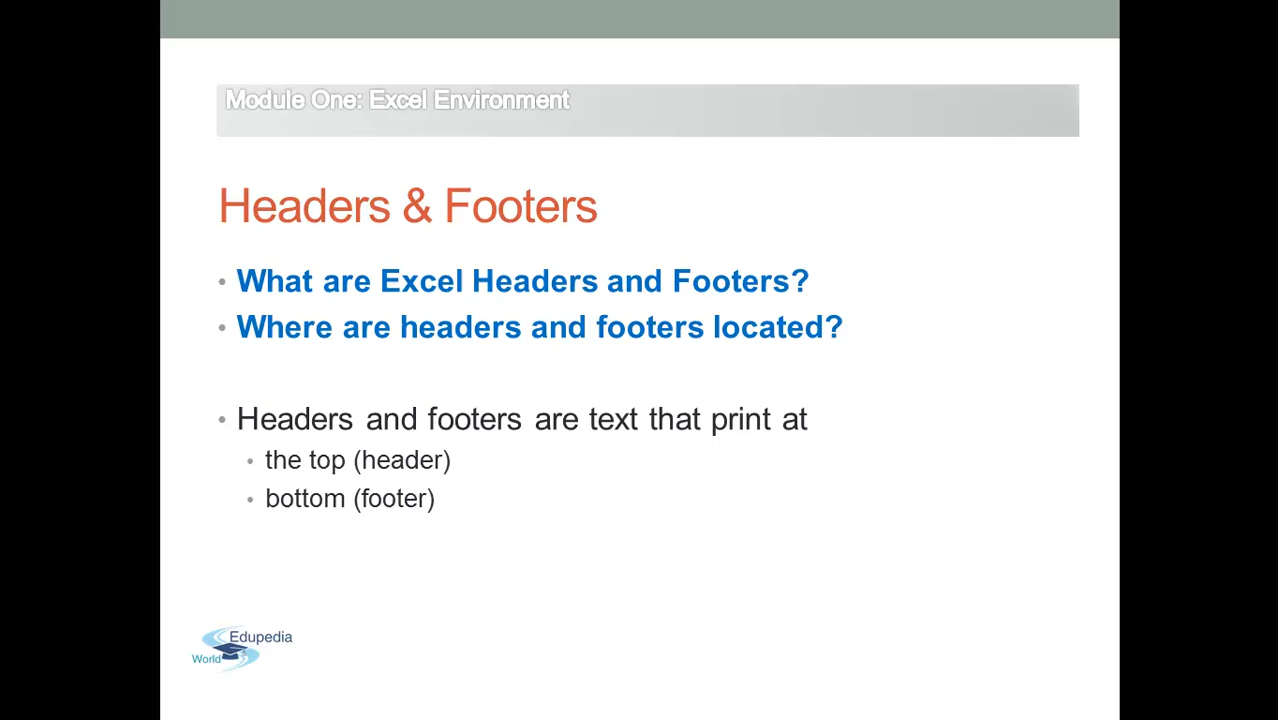 Module One: Excel Environment
Headers & Footers
• What are Excel Headers and Footers?
• Where are headers and footers located?
• Headers and footers are text that print at
• the top (header)
• bottom (footer)
Edupedia
World